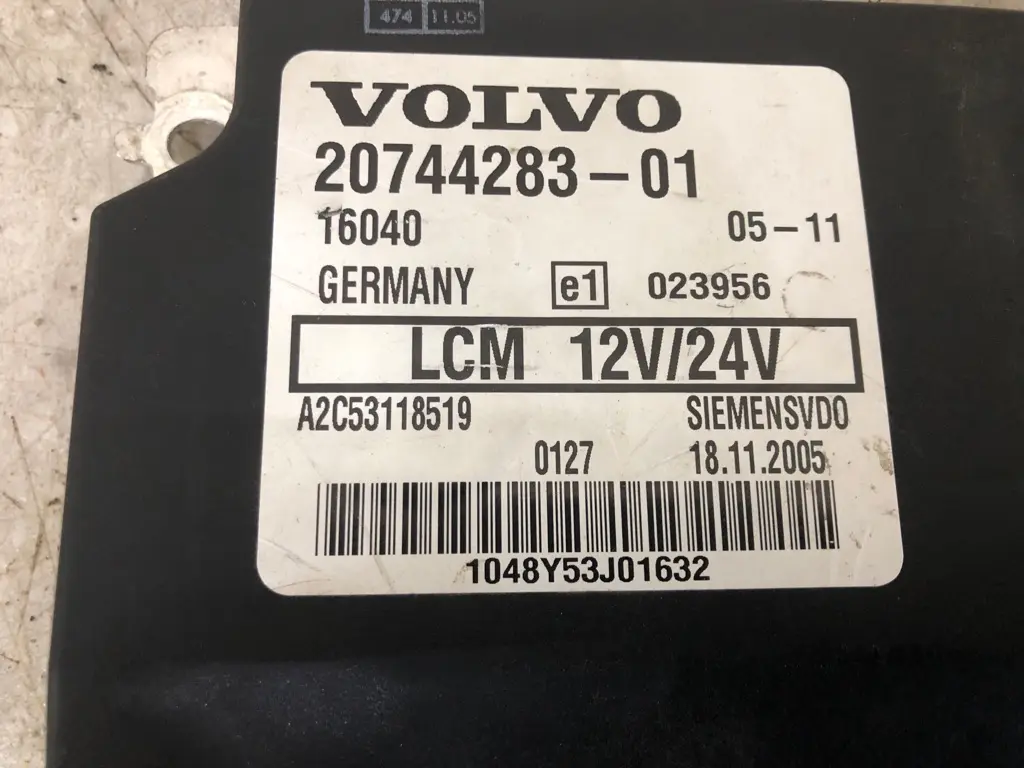 474 11.05
VOLVO
20744283-01
16040 05-11
GERMANY e1 023956
LCM 12V/24V
A2C53118519 SIEMENSVDO
0127 18.11.2005
1048Y53J01632